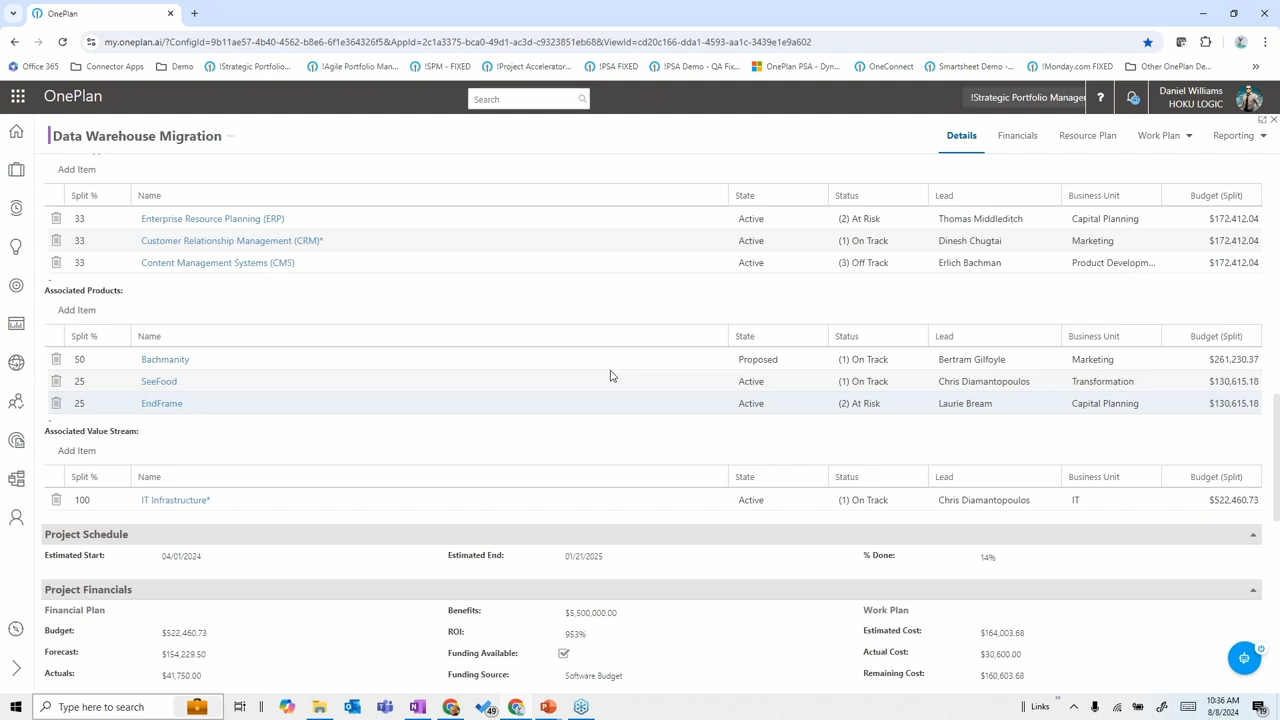 OnePlan
my.oneplan.ai/?ConfigId=9b11ae57-4b40-4562-b8e6-6f1e364326f5&AppId=2c1a3375-bca0-49d1-ac3d-c9323851eb68&ViewId=cd20c166-dda1-4593-aa1c-3439e1e9a602
Office 365 Connector Apps Demo !Strategic Portfolio... !Agile Portfolio Man... !SPM - FIXED !Project Accelerator... !PSA FIXED !PSA Demo - QA Fix... OnePlan PSA - Dyn... OneConnect Smartsheet Demo -... !Monday.com FIXED Other OnePlan De... »
OnePlan Search !Strategic Portfolio Manager ? Daniel Williams
HOKU LOGIC
Data Warehouse Migration ··· Details Financials Resource Plan Work Plan Reporting
Add Item
Split % Name State Status Lead Business Unit Budget (Split)
33 Enterprise Resource Planning (ERP) Active (2) At Risk Thomas Middleditch Capital Planning $172,412.04
33 Customer Relationship Management (CRM)* Active (1) On Track Dinesh Chugtai Marketing $172,412.04
33 Content Management Systems (CMS) Active (3) Off Track Erlich Bachman Product Developm... $172,412.04
Associated Products:
Add Item
Split % Name State Status Lead Business Unit Budget (Split)
50 Bachmanity Proposed (1) On Track Bertram Gilfoyle Marketing $261,230.37
25 SeeFood Active (1) On Track Chris Diamantopoulos Transformation $130,615.18
25 EndFrame Active (2) At Risk Laurie Bream Capital Planning $130,615.18
Associated Value Stream:
Add Item
Split % Name State Status Lead Business Unit Budget (Split)
100 IT Infrastructure* Active (1) On Track Chris Diamantopoulos IT $522,460.73
Project Schedule
Estimated Start: 04/01/2024 Estimated End: 01/21/2025 % Done: 14%
Project Financials
Financial Plan Benefits: $5,500,000.00 Work Plan
Budget: $522,460.73 ROI: 953% Estimated Cost: $164,003.68
Forecast: $154,229.50 Funding Available: Actual Cost: $30,600.00
Actuals: $41,750.00 Funding Source: Software Budget Remaining Cost: $160,603.68
Type here to search 49 Links » 10:36 AM
8/8/2024 19